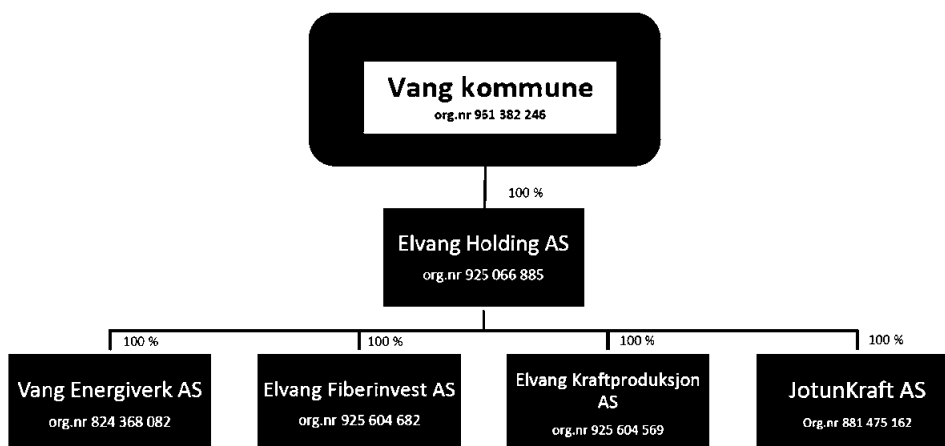 Vang kommune
org.nr 961 382 246
100 %
Elvang Holding AS
org.nr 925 066 885
100 %
100 %
100 %
100 %
Vang Energiverk AS
org.nr 824 368 082
Elvang Fiberinvest AS
org.nr 925 604 682
Elvang Kraftproduksjon
AS
org.nr 925 604 569
JotunKraft AS
Org.nr 881 475 162